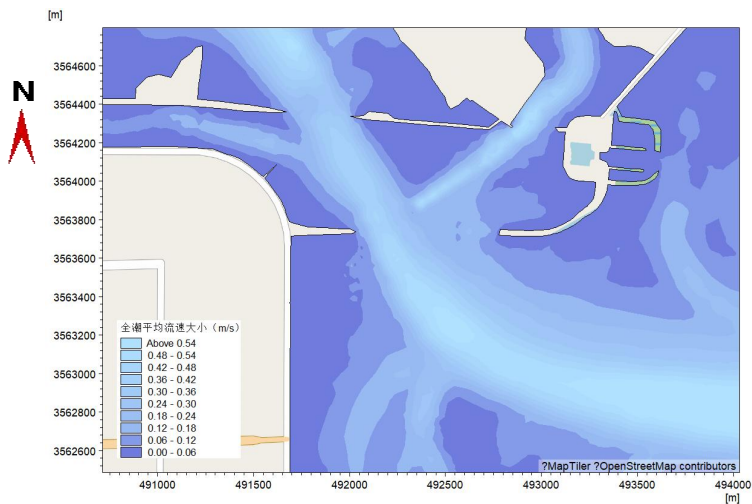 [m]
3564600
3564400
3564200
3564000
3563800
3563600
3563400
3563200
3563000
3562800
3562600
N
全潮平均流速大小（m/s）
Above 0.54
0.48 - 0.54
0.42 - 0.48
0.36 - 0.42
0.30 - 0.36
0.24 - 0.30
0.18 - 0.24
0.12 - 0.18
0.06 - 0.12
0.00 - 0.06
?MapTiler ?OpenStreetMap contributors
491000 491500 492000 492500 493000 493500 494000
[m]